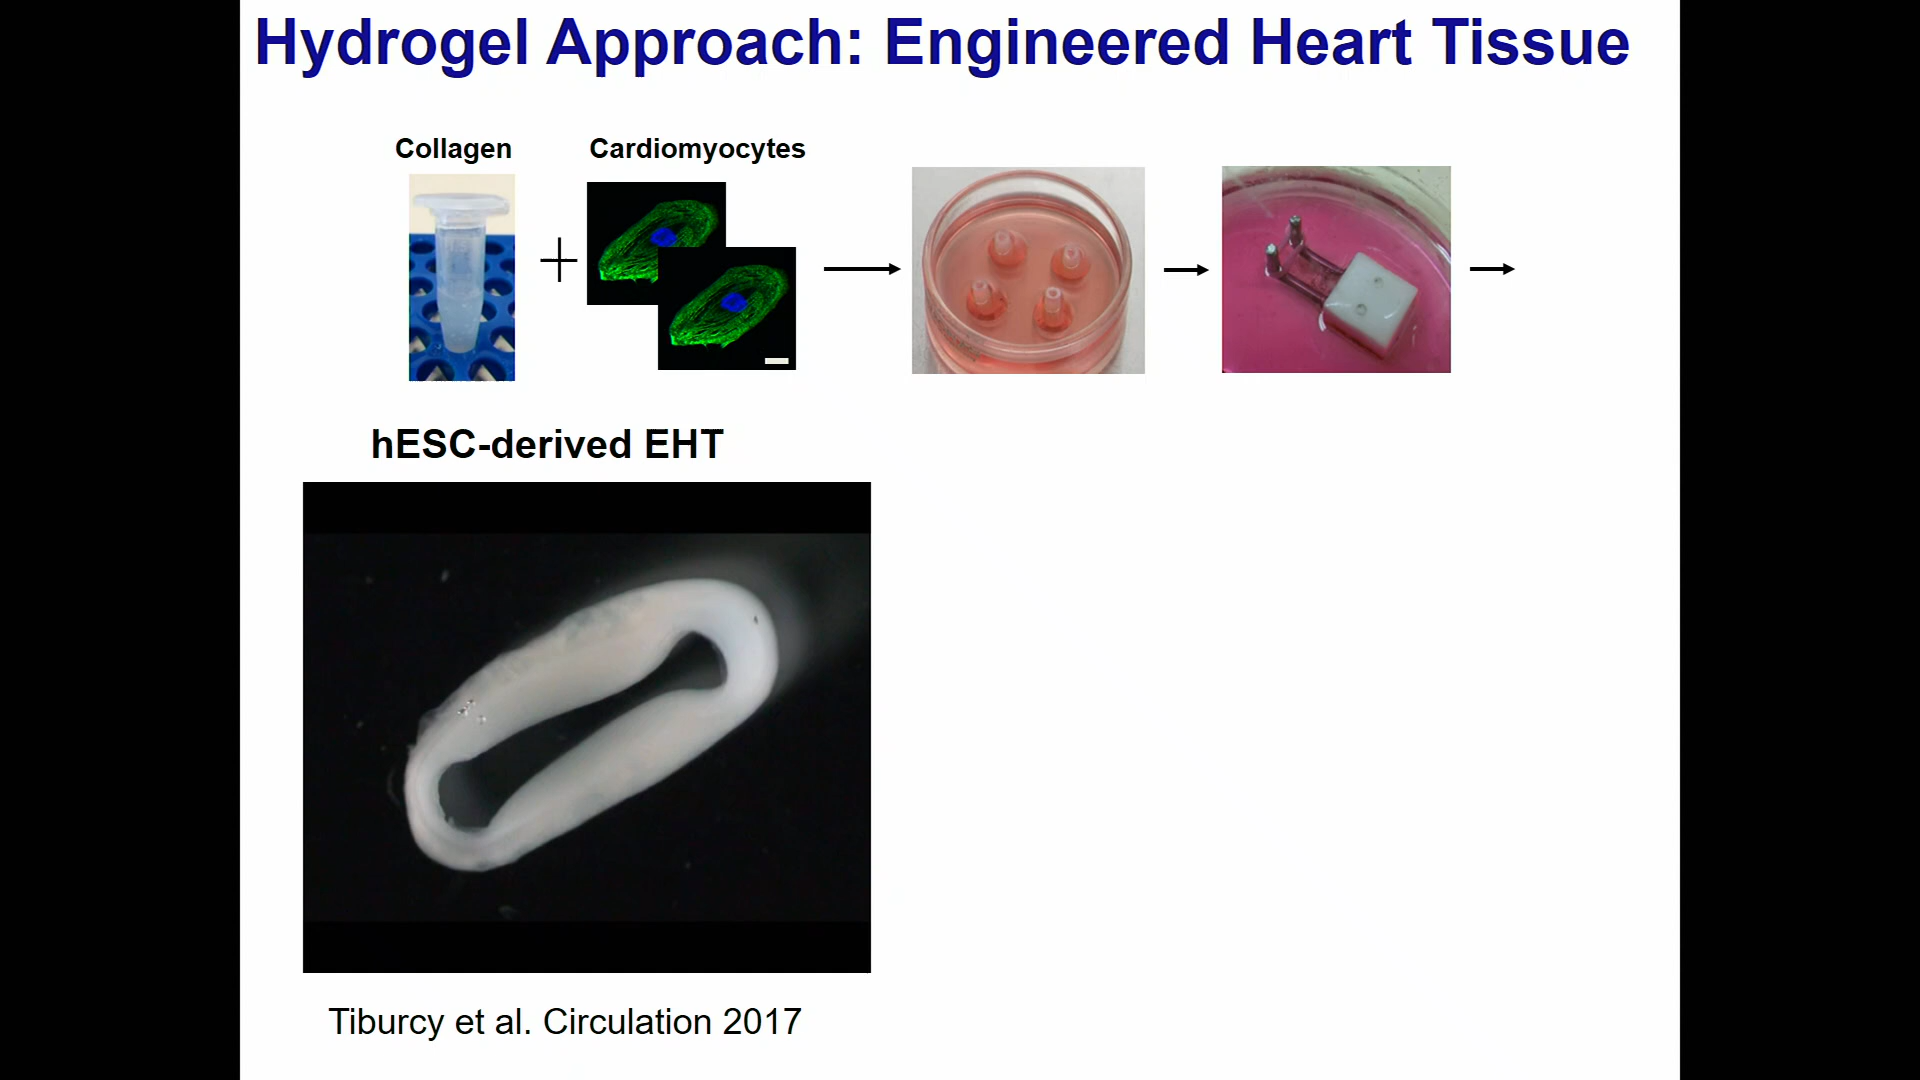 Hydrogel Approach: Engineered Heart Tissue
Collagen
Cardiomyocytes
hESC-derived EHT
Tiburcy et al. Circulation 2017